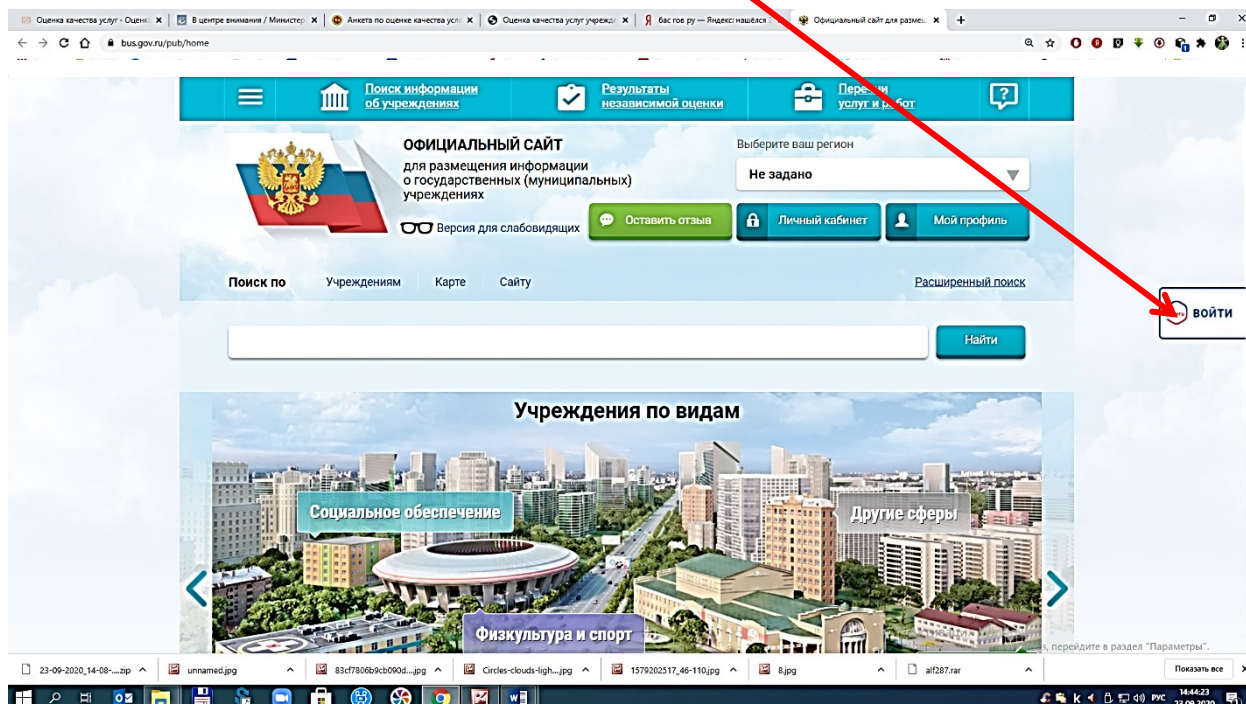 Оценка качества услуг - Оценк
В центре внимания / Министер
Анкета по оценке качества усл
Оценка качества услуг учрежде
бас гов ру — Яндекс: нашёлся
Официальный сайт для размещ
bus.gov.ru/pub/home
Поиск информации
об учреждениях
Результаты
независимой оценки
Перечни
услуг и работ
ОФИЦИАЛЬНЫЙ САЙТ
для размещения информации
о государственных (муниципальных)
учреждениях
Версия для слабовидящих
Выберите ваш регион
Не задано
Оставить отзыв
Личный кабинет
Мой профиль
Поиск по
Учреждениям
Карте
Сайту
Расширенный поиск
войти
Найти
Учреждения по видам
Социальное обеспечение
Другие сферы
Физкультура и спорт
перейдите в раздел "Параметры".
23-09-2020_14-08-....zip
unnamed.jpg
83cf7806b9cb090d....jpg
Circles-clouds-ligh....jpg
1579202517_46-110.jpg
8.jpg
alf287.rar
Показать все
РУС
14:44:23
23.09.2020